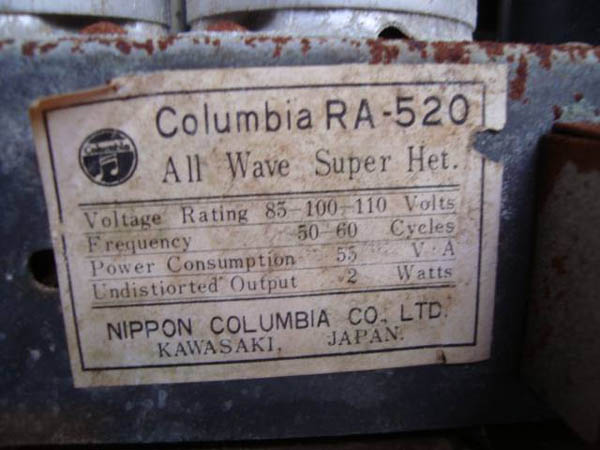 Columbia RA-520
Columbia
All Wave Super Het.
Voltage Rating 85-100-110 Volts
Frequency 50 60 Cycles
Power Consumption 55 V·A
Undistiorted Output 2 Watts
NIPPON COLUMBIA CO., LTD.
KAWASAKI, JAPAN.